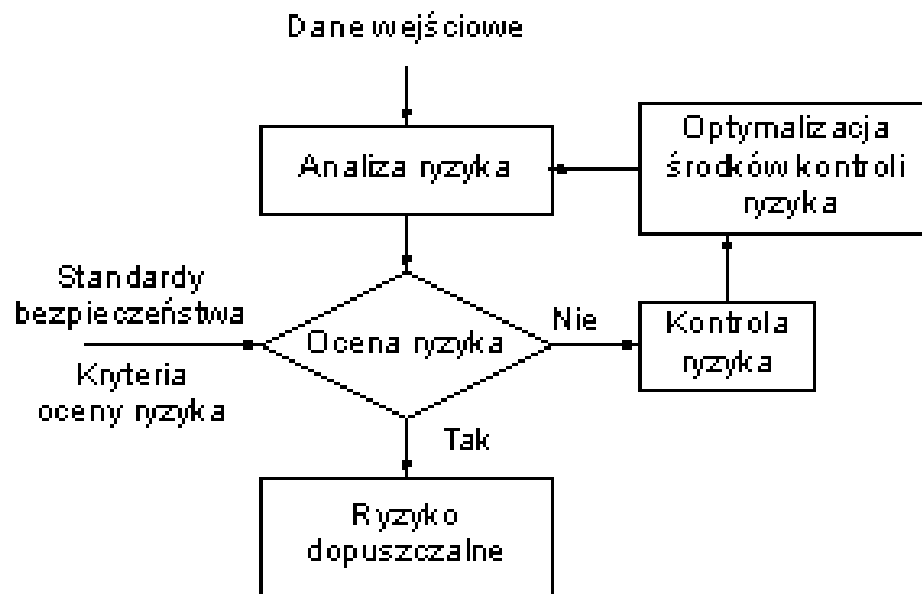 Dane wejściowe
Analiza ryzyka
Optymalizacja
środków kontroli
ryzyka
Standardy
bezpieczeństwa
Kryteria
oceny ryzyka
Ocena ryzyka
Nie
Kontrola
ryzyka
Tak
Ryzyko
dopuszczalne